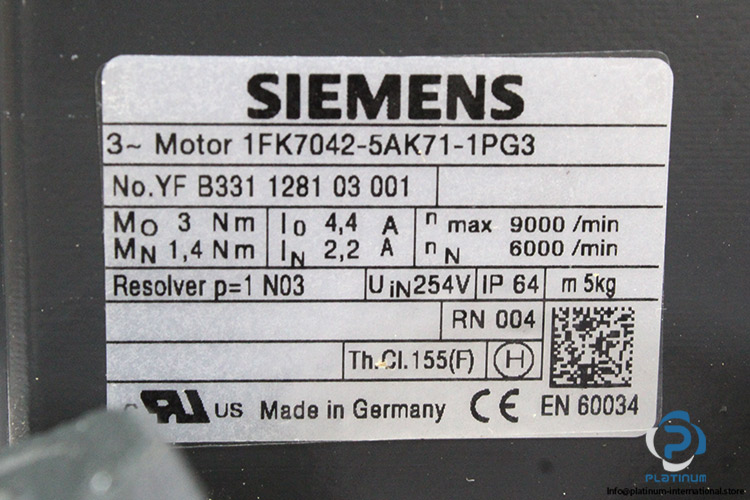 SIEMENS
3~ Motor 1FK7042-5AK71-1PG3
No.YF B331 1281 03 001
M0 3 Nm I0 4,4 A n max 9000 /min
MN 1,4 Nm IN 2,2 A nN 6000 /min
Resolver p=1 N03 UiN254V IP 64 m 5kg
RN 004
Th.Cl.155(F) H
c RU US Made in Germany CE EN 60034
PLATINUM
Info@platinum-international.store